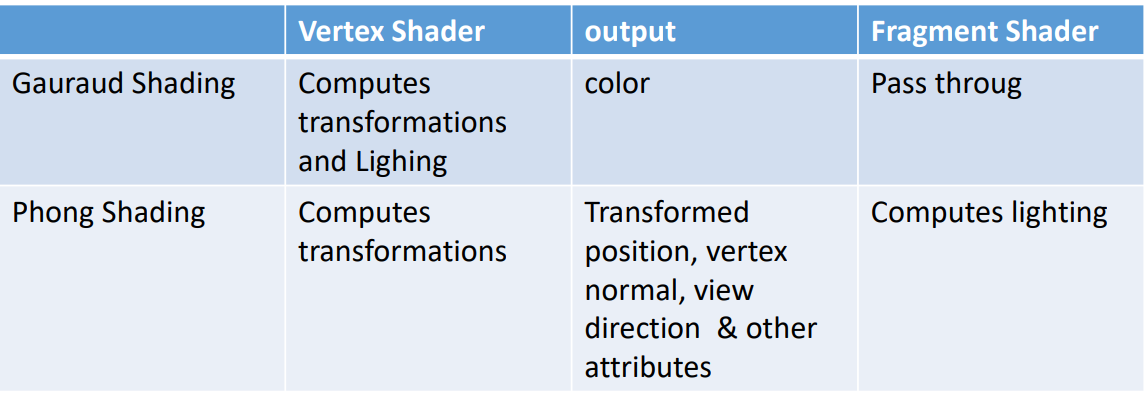 Vertex Shader output Fragment Shader
Gauraud Shading Computes transformations and Lighing color Pass throug
Phong Shading Computes transformations Transformed position, vertex normal, view direction & other attributes Computes lighting